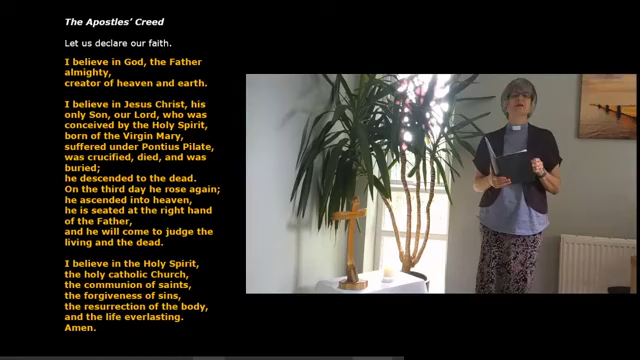 The Apostles’ Creed
Let us declare our faith.
I believe in God, the Father
almighty,
creator of heaven and earth.
I believe in Jesus Christ, his
only Son, our Lord, who was
conceived by the Holy Spirit,
born of the Virgin Mary,
suffered under Pontius Pilate,
was crucified, died, and was
buried;
he descended to the dead.
On the third day he rose again;
he ascended into heaven,
he is seated at the right hand
of the Father,
and he will come to judge the
living and the dead.
I believe in the Holy Spirit,
the holy catholic Church,
the communion of saints,
the forgiveness of sins,
the resurrection of the body,
and the life everlasting.
Amen.